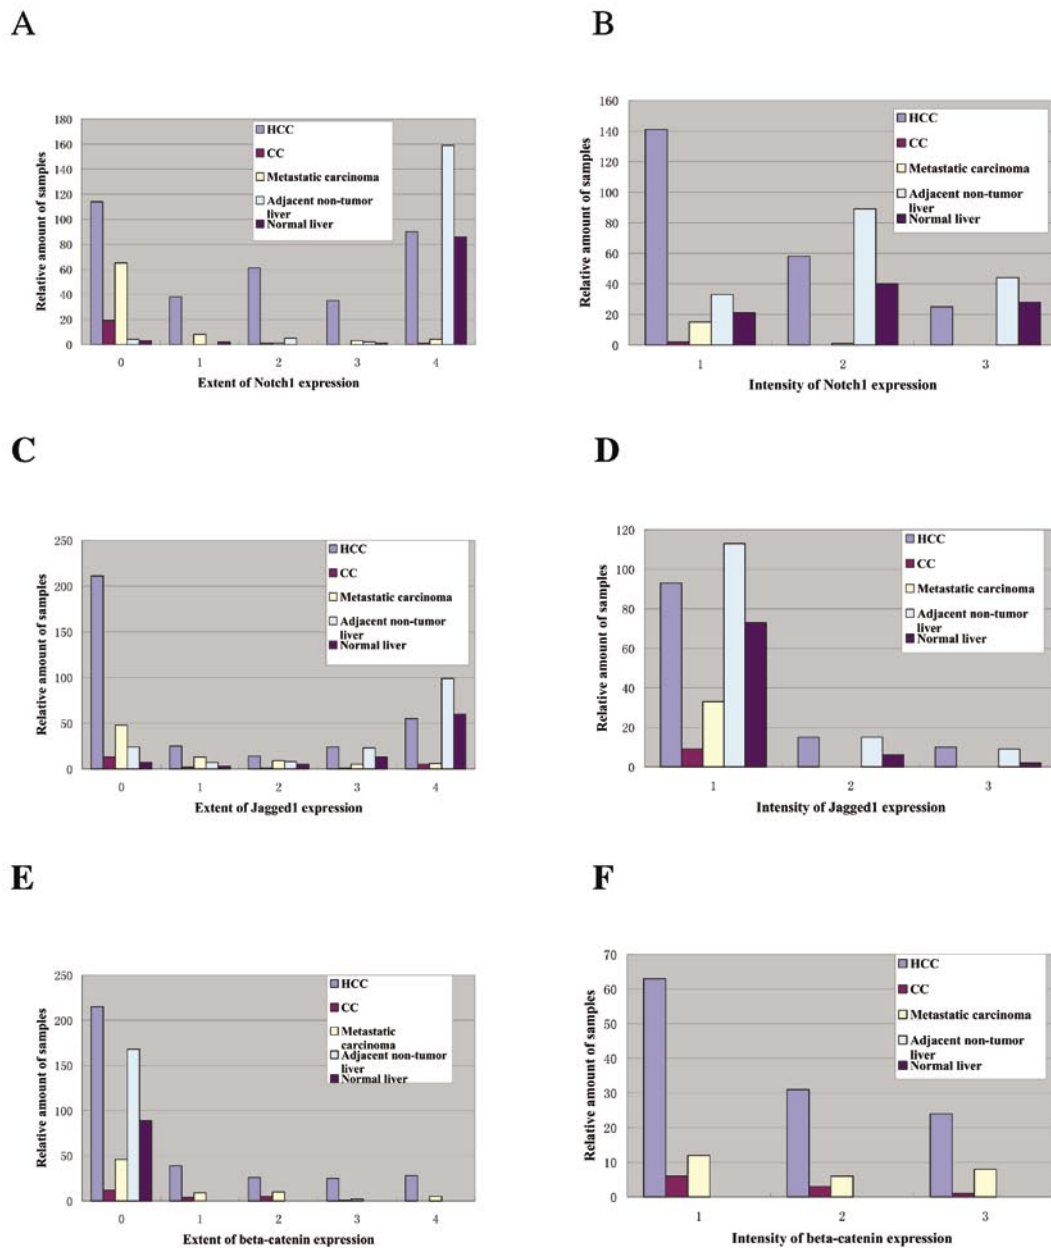 A
Relative amount of samples
180
160
140
120
100
80
60
40
20
0
HCC
CC
Metastatic carcinoma
Adjacent non-tumor
liver
Normal liver
0 1 2 3 4
Extent of Notch1 expression
B
Relative amount of samples
160
140
120
100
80
60
40
20
0
HCC
CC
Metastatic carcinoma
Adjacent non-tumor
liver
Normal liver
1 2 3
Intensity of Notch1 expression
C
Relative amount of samples
250
200
150
100
50
0
HCC
CC
Metastatic carcinoma
Adjacent non-tumor
liver
Normal liver
0 1 2 3 4
Extent of Jagged1 expression
D
Relative amount of samples
120
100
80
60
40
20
0
HCC
CC
Metastatic carcinoma
Adjacent non-tumor
liver
Normal liver
1 2 3
Intensity of Jagged1 expression
E
Relative amount of samples
250
200
150
100
50
0
HCC
CC
Metastatic
carcinoma
Adjacent non-tumor
liver
Normal liver
0 1 2 3 4
Extent of beta-catenin expression
F
Relative amount of samples
70
60
50
40
30
20
10
0
HCC
CC
Metastatic carcinoma
Adjacent non-tumor
liver
Normal liver
1 2 3
Intensity of beta-catenin expression